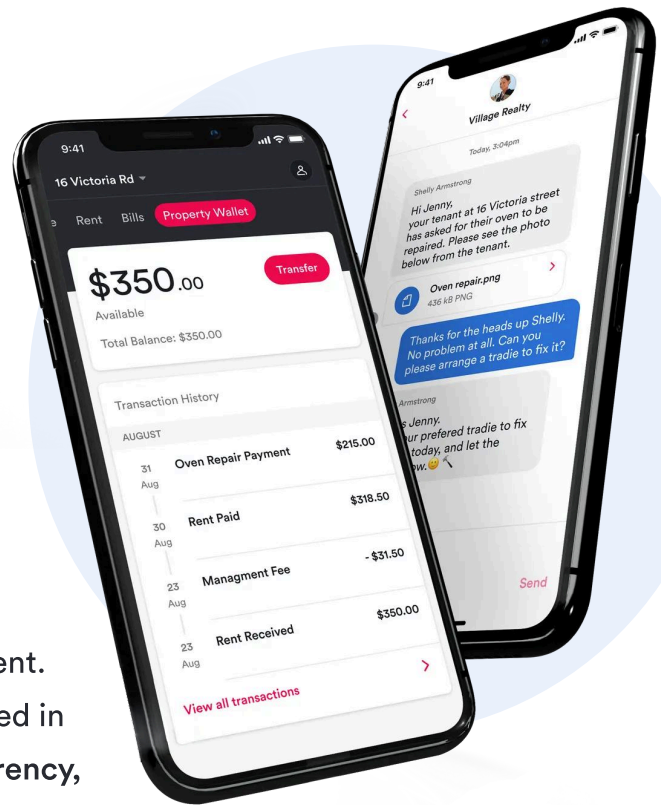 9:41
16 Victoria Rd
Rent Bills Property Wallet
$350.00
Transfer
Available
Total Balance: $350.00
Transaction History
AUGUST
31 Aug Oven Repair Payment $215.00
30 Aug Rent Paid $318.50
23 Aug Managment Fee - $31.50
23 Aug Rent Received $350.00
View all transactions
9:41
Village Realty
Today, 3:04pm
Shelly Armstrong
Hi Jenny,
your tenant at 16 Victoria street
has asked for their oven to be
repaired. Please see the photo
below from the tenant.
Oven repair.png
436 kB PNG
Thanks for the heads up Shelly.
No problem at all. Can you
please arrange a tradie to fix it?
Armstrong
Jenny.
prefered tradie to fix
today, and let the
Send
ent.
ed in
rency,